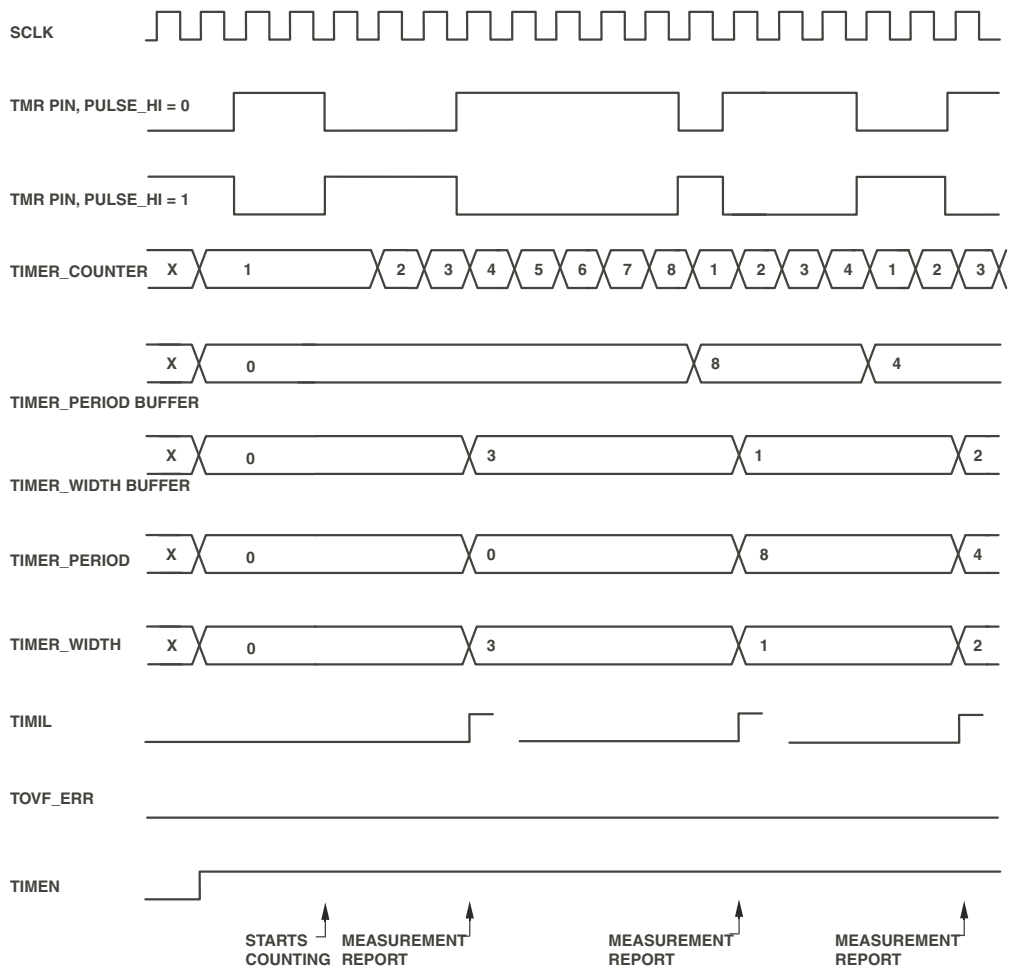 SCLK
TMR PIN, PULSE_HI = 0
TMR PIN, PULSE_HI = 1
TIMER_COUNTER X 1 2 3 4 5 6 7 8 1 2 3 4 1 2 3
X 0 8 4
TIMER_PERIOD BUFFER
X 0 3 1 2
TIMER_WIDTH BUFFER
TIMER_PERIOD X 0 0 8 4
TIMER_WIDTH X 0 3 1 2
TIMIL
TOVF_ERR
TIMEN
STARTS COUNTING
MEASUREMENT REPORT
MEASUREMENT REPORT
MEASUREMENT REPORT